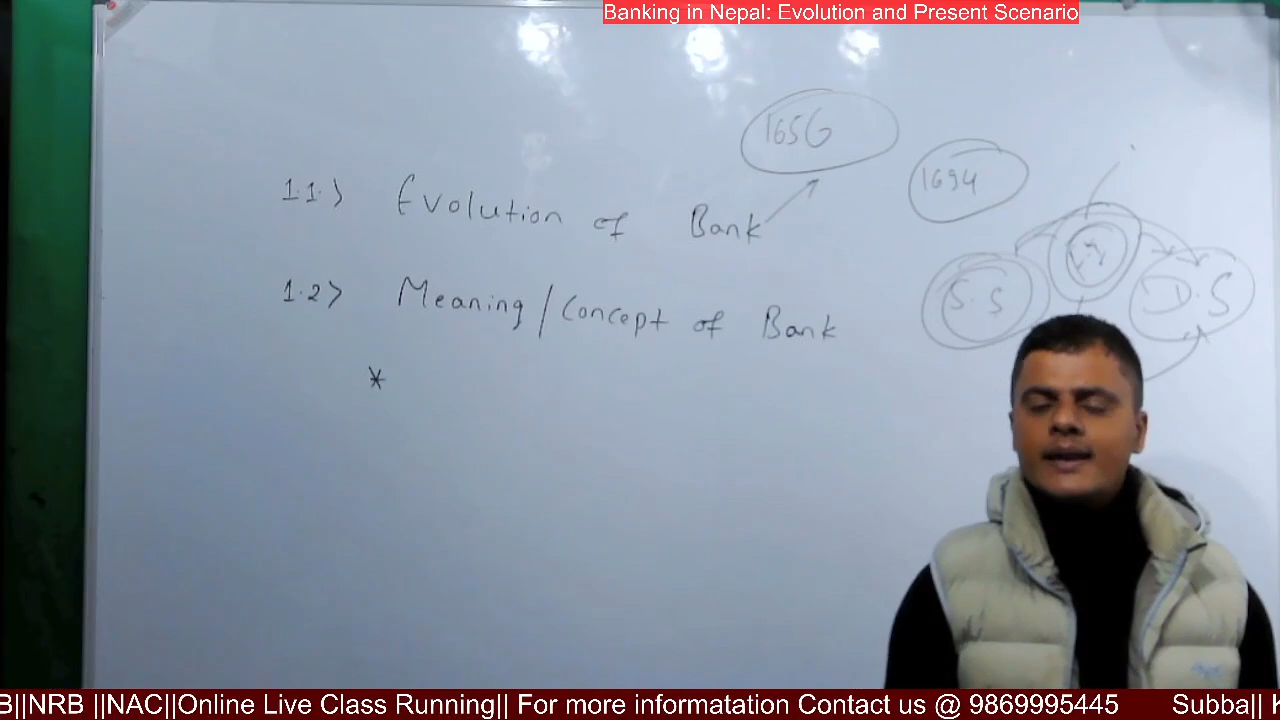 Banking in Nepal: Evolution and Present Scenario
1656
1694
1.1> Evolution of Bank
1.2> Meaning/Concept of Bank
*
S.S
D.S
B||NRB ||NAC||Online Live Class Running|| For more informatation Contact us @ 9869995445 Subba||